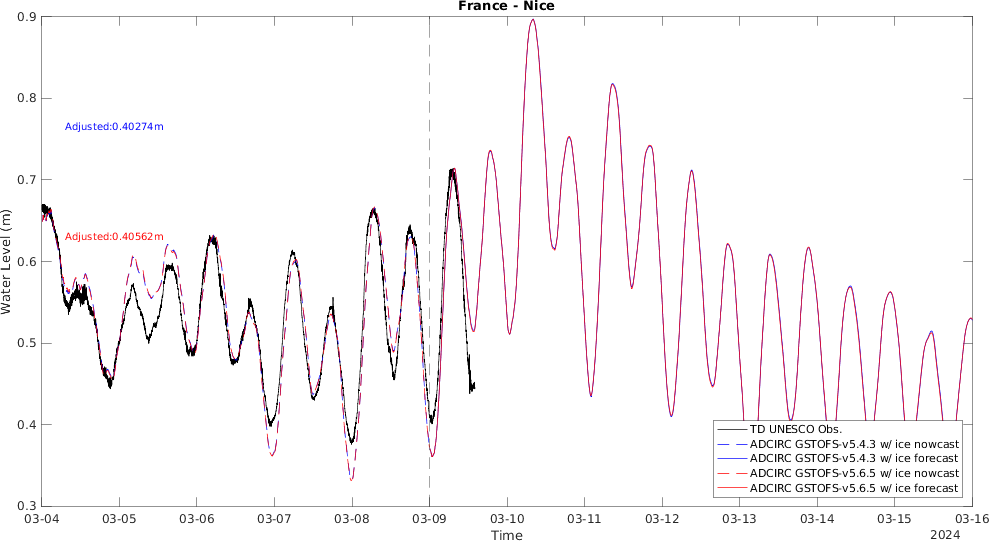 France - Nice
0.9
0.8
0.7
0.6
0.5
0.4
0.3
Water Level (m)
Adjusted:0.40274m
Adjusted:0.40562m
TD UNESCO Obs.
ADCIRC GSTOFS-v5.4.3 w/ ice nowcast
ADCIRC GSTOFS-v5.4.3 w/ ice forecast
ADCIRC GSTOFS-v5.6.5 w/ ice nowcast
ADCIRC GSTOFS-v5.6.5 w/ ice forecast
03-04 03-05 03-06 03-07 03-08 03-09 03-10 03-11 03-12 03-13 03-14 03-15 03-16
Time
2024